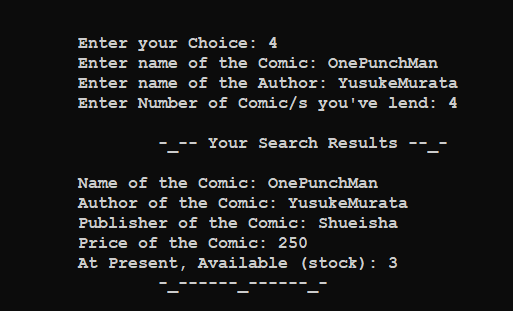 Enter your Choice: 4
Enter name of the Comic: OnePunchMan
Enter name of the Author: YusukeMurata
Enter Number of Comic/s you've lend: 4
-_-- Your Search Results --_-
Name of the Comic: OnePunchMan
Author of the Comic: YusukeMurata
Publisher of the Comic: Shueisha
Price of the Comic: 250
At Present, Available (stock): 3
-_------_------_-